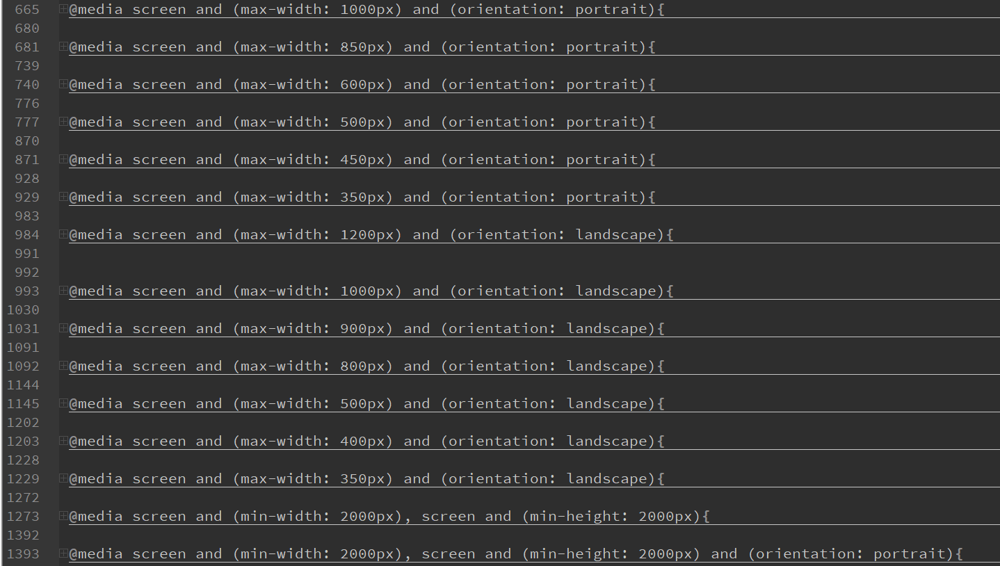 665 @media screen and (max-width: 1000px) and (orientation: portrait){
680
681 @media screen and (max-width: 850px) and (orientation: portrait){
739
740 @media screen and (max-width: 600px) and (orientation: portrait){
776
777 @media screen and (max-width: 500px) and (orientation: portrait){
870
871 @media screen and (max-width: 450px) and (orientation: portrait){
928
929 @media screen and (max-width: 350px) and (orientation: portrait){
983
984 @media screen and (max-width: 1200px) and (orientation: landscape){
991
992
993 @media screen and (max-width: 1000px) and (orientation: landscape){
1030
1031 @media screen and (max-width: 900px) and (orientation: landscape){
1091
1092 @media screen and (max-width: 800px) and (orientation: landscape){
1144
1145 @media screen and (max-width: 500px) and (orientation: landscape){
1202
1203 @media screen and (max-width: 400px) and (orientation: landscape){
1228
1229 @media screen and (max-width: 350px) and (orientation: landscape){
1272
1273 @media screen and (min-width: 2000px), screen and (min-height: 2000px){
1392
1393 @media screen and (min-width: 2000px), screen and (min-height: 2000px) and (orientation: portrait){